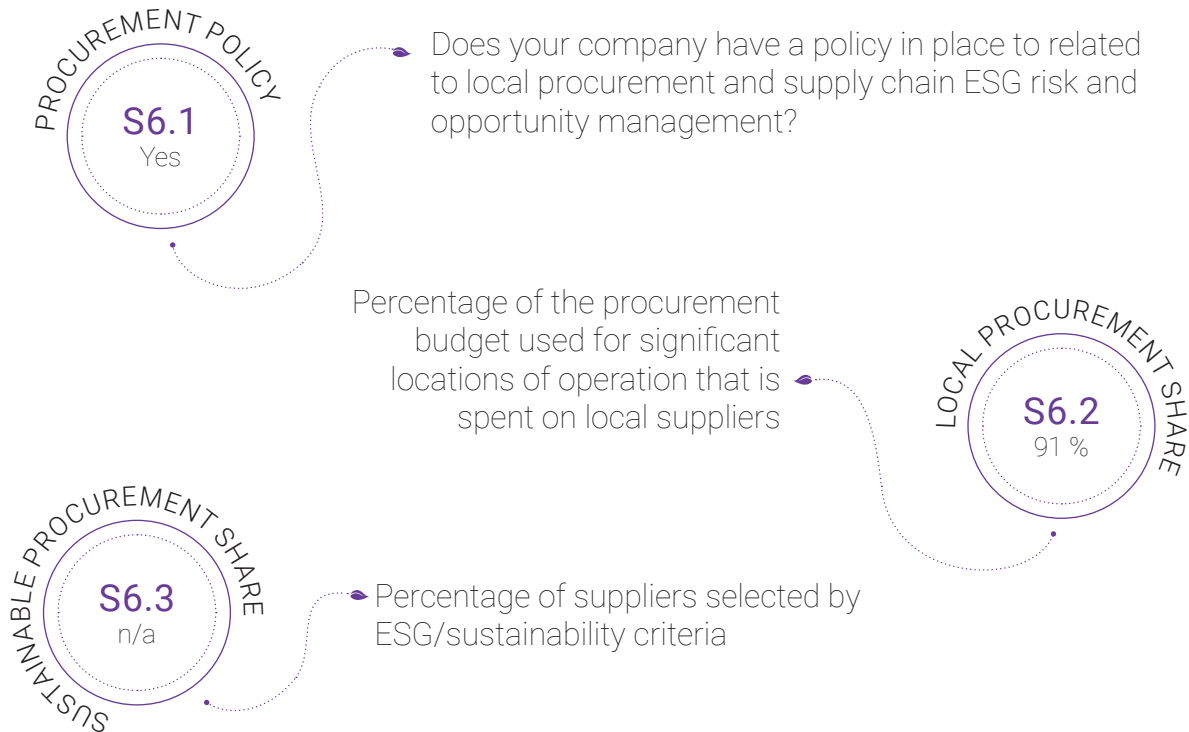 PROCUREMENT POLICY
S6.1
Yes
Does your company have a policy in place to related
to local procurement and supply chain ESG risk and
opportunity management?
Percentage of the procurement
budget used for significant
locations of operation that is
spent on local suppliers
LOCAL PROCUREMENT SHARE
S6.2
91 %
SUSTAINABLE PROCUREMENT SHARE
S6.3
n/a
Percentage of suppliers selected by
ESG/sustainability criteria